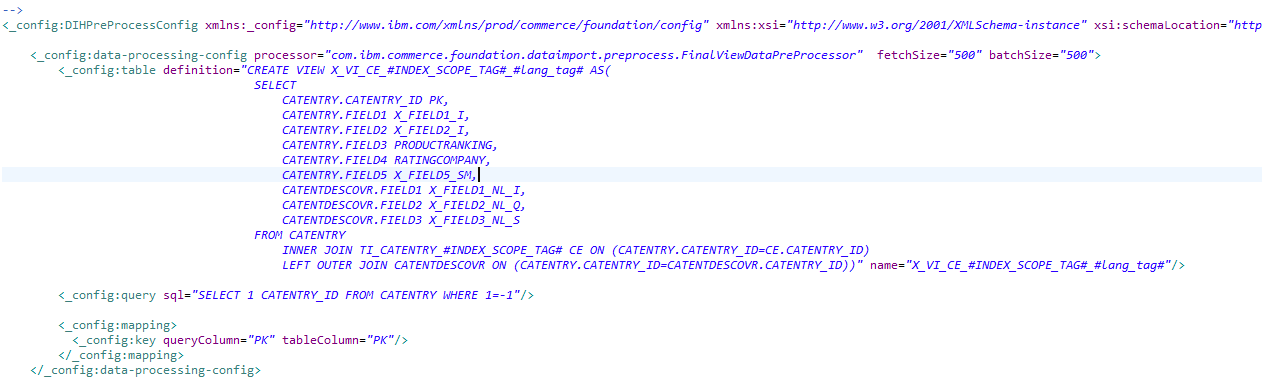 -->
<_config:DIHPreProcessConfig xmlns:_config="http://www.ibm.com/xmlns/prod/commerce/foundation/config" xmlns:xsi="http://www.w3.org/2001/XMLSchema-instance" xsi:schemaLocation="http
<_config:data-processing-config processor="com.ibm.commerce.foundation.dataimport.preprocess.FinalViewDataPreProcessor" fetchSize="500" batchSize="500">
<_config:table definition="CREATE VIEW X_VI_CE_#INDEX_SCOPE_TAG#_#lang_tag# AS(
SELECT
CATENTRY.CATENTRY_ID PK,
CATENTRY.FIELD1 X_FIELD1_I,
CATENTRY.FIELD2 X_FIELD2_I,
CATENTRY.FIELD3 PRODUCTRANKING,
CATENTRY.FIELD4 RATINGCOMPANY,
CATENTRY.FIELD5 X_FIELD5_SM,
CATENTDESCOVR.FIELD1 X_FIELD1_NL_I,
CATENTDESCOVR.FIELD2 X_FIELD2_NL_Q,
CATENTDESCOVR.FIELD3 X_FIELD3_NL_S
FROM CATENTRY
INNER JOIN TI_CATENTRY_#INDEX_SCOPE_TAG# CE ON (CATENTRY.CATENTRY_ID=CE.CATENTRY_ID)
LEFT OUTER JOIN CATENTDESCOVR ON (CATENTRY.CATENTRY_ID=CATENTDESCOVR.CATENTRY_ID))" name="X_VI_CE_#INDEX_SCOPE_TAG#_#lang_tag#"/>
<_config:query sql="SELECT 1 CATENTRY_ID FROM CATENTRY WHERE 1=-1"/>
<_config:mapping>
<_config:key queryColumn="PK" tableColumn="PK"/>
</_config:mapping>
</_config:data-processing-config>